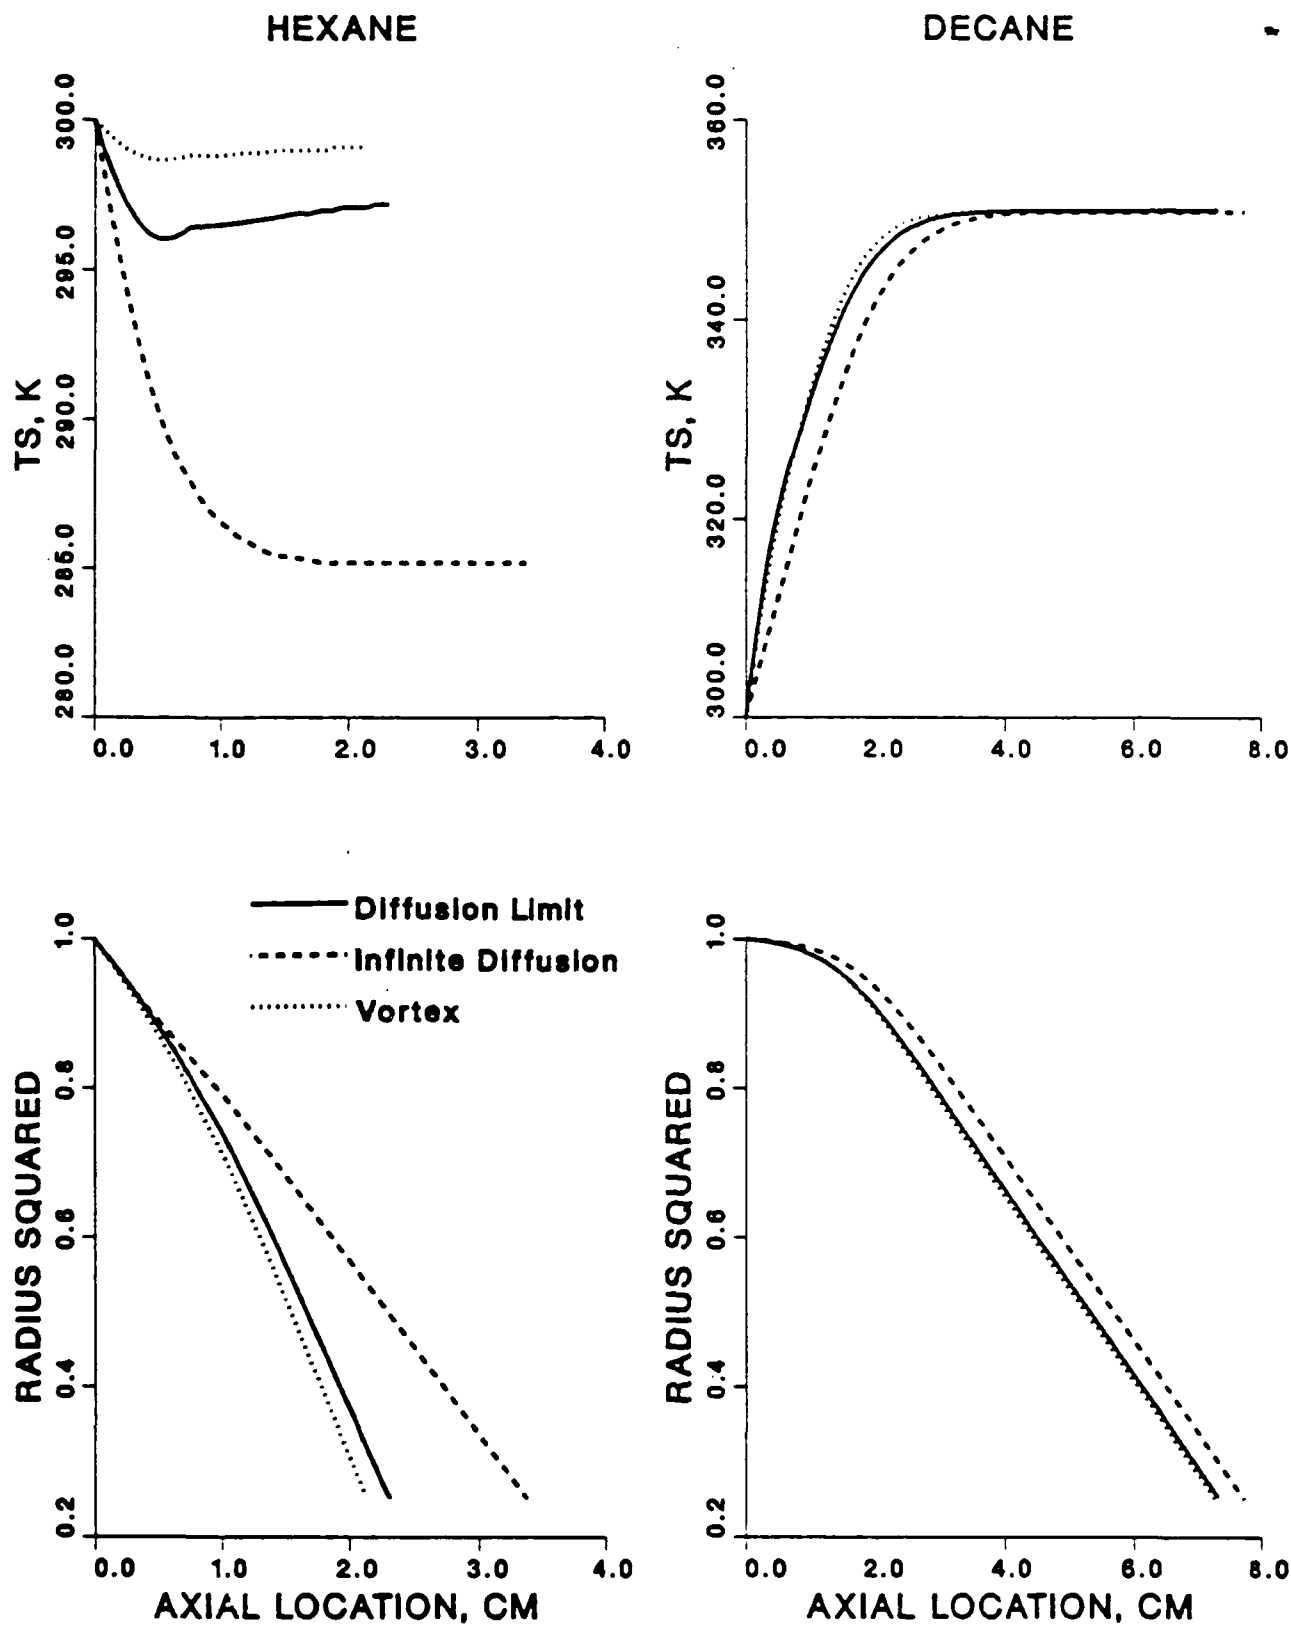 HEXANE
DECANE
TS, K
300.0
295.0
290.0
285.0
280.0
0.0 1.0 2.0 3.0 4.0
TS, K
360.0
340.0
320.0
300.0
0.0 2.0 4.0 6.0 8.0
Diffusion Limit
Infinite Diffusion
Vortex
RADIUS SQUARED
1.0
0.8
0.6
0.4
0.2
0.0 1.0 2.0 3.0 4.0
AXIAL LOCATION, CM
RADIUS SQUARED
1.0
0.8
0.6
0.4
0.2
0.0 2.0 4.0 6.0 8.0
AXIAL LOCATION, CM